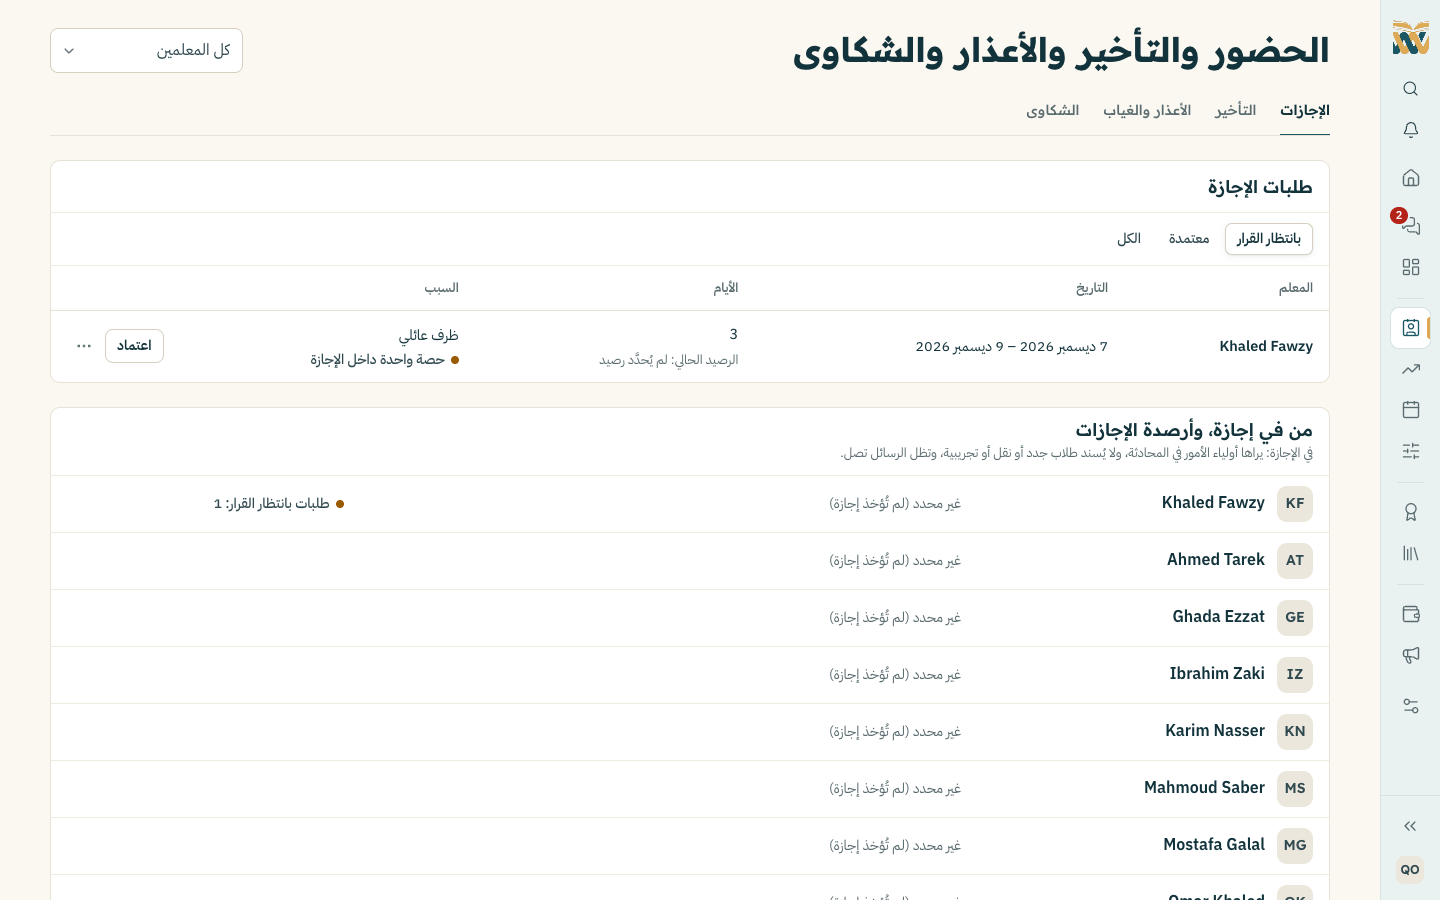 الحضور والتأخير والأعذار والشكاوى
كل المعلمين
الإجازات
التأخير
الأعذار والغياب
الشكاوى
2
طلبات الإجازة
بانتظار القرار
معتمدة
الكل
المعلم
التاريخ
الأيام
السبب
Khaled Fawzy
7 ديسمبر 2026 – 9 ديسمبر 2026
3
الرصيد الحالي: لم يُحدَّد رصيد
ظرف عائلي
حصة واحدة داخل الإجازة
اعتماد
من في إجازة، وأرصدة الإجازات
في الإجازة: يراها أولياء الأمور في المحادثة، ولا يُسند طلاب جدد أو نقل أو تجريبية، وتظل الرسائل تصل.
KF
Khaled Fawzy
غير محدد (لم تُؤخذ إجازة)
طلبات بانتظار القرار: 1
AT
Ahmed Tarek
غير محدد (لم تُؤخذ إجازة)
GE
Ghada Ezzat
غير محدد (لم تُؤخذ إجازة)
IZ
Ibrahim Zaki
غير محدد (لم تُؤخذ إجازة)
KN
Karim Nasser
غير محدد (لم تُؤخذ إجازة)
MS
Mahmoud Saber
غير محدد (لم تُؤخذ إجازة)
MG
Mostafa Galal
غير محدد (لم تُؤخذ إجازة)
QO